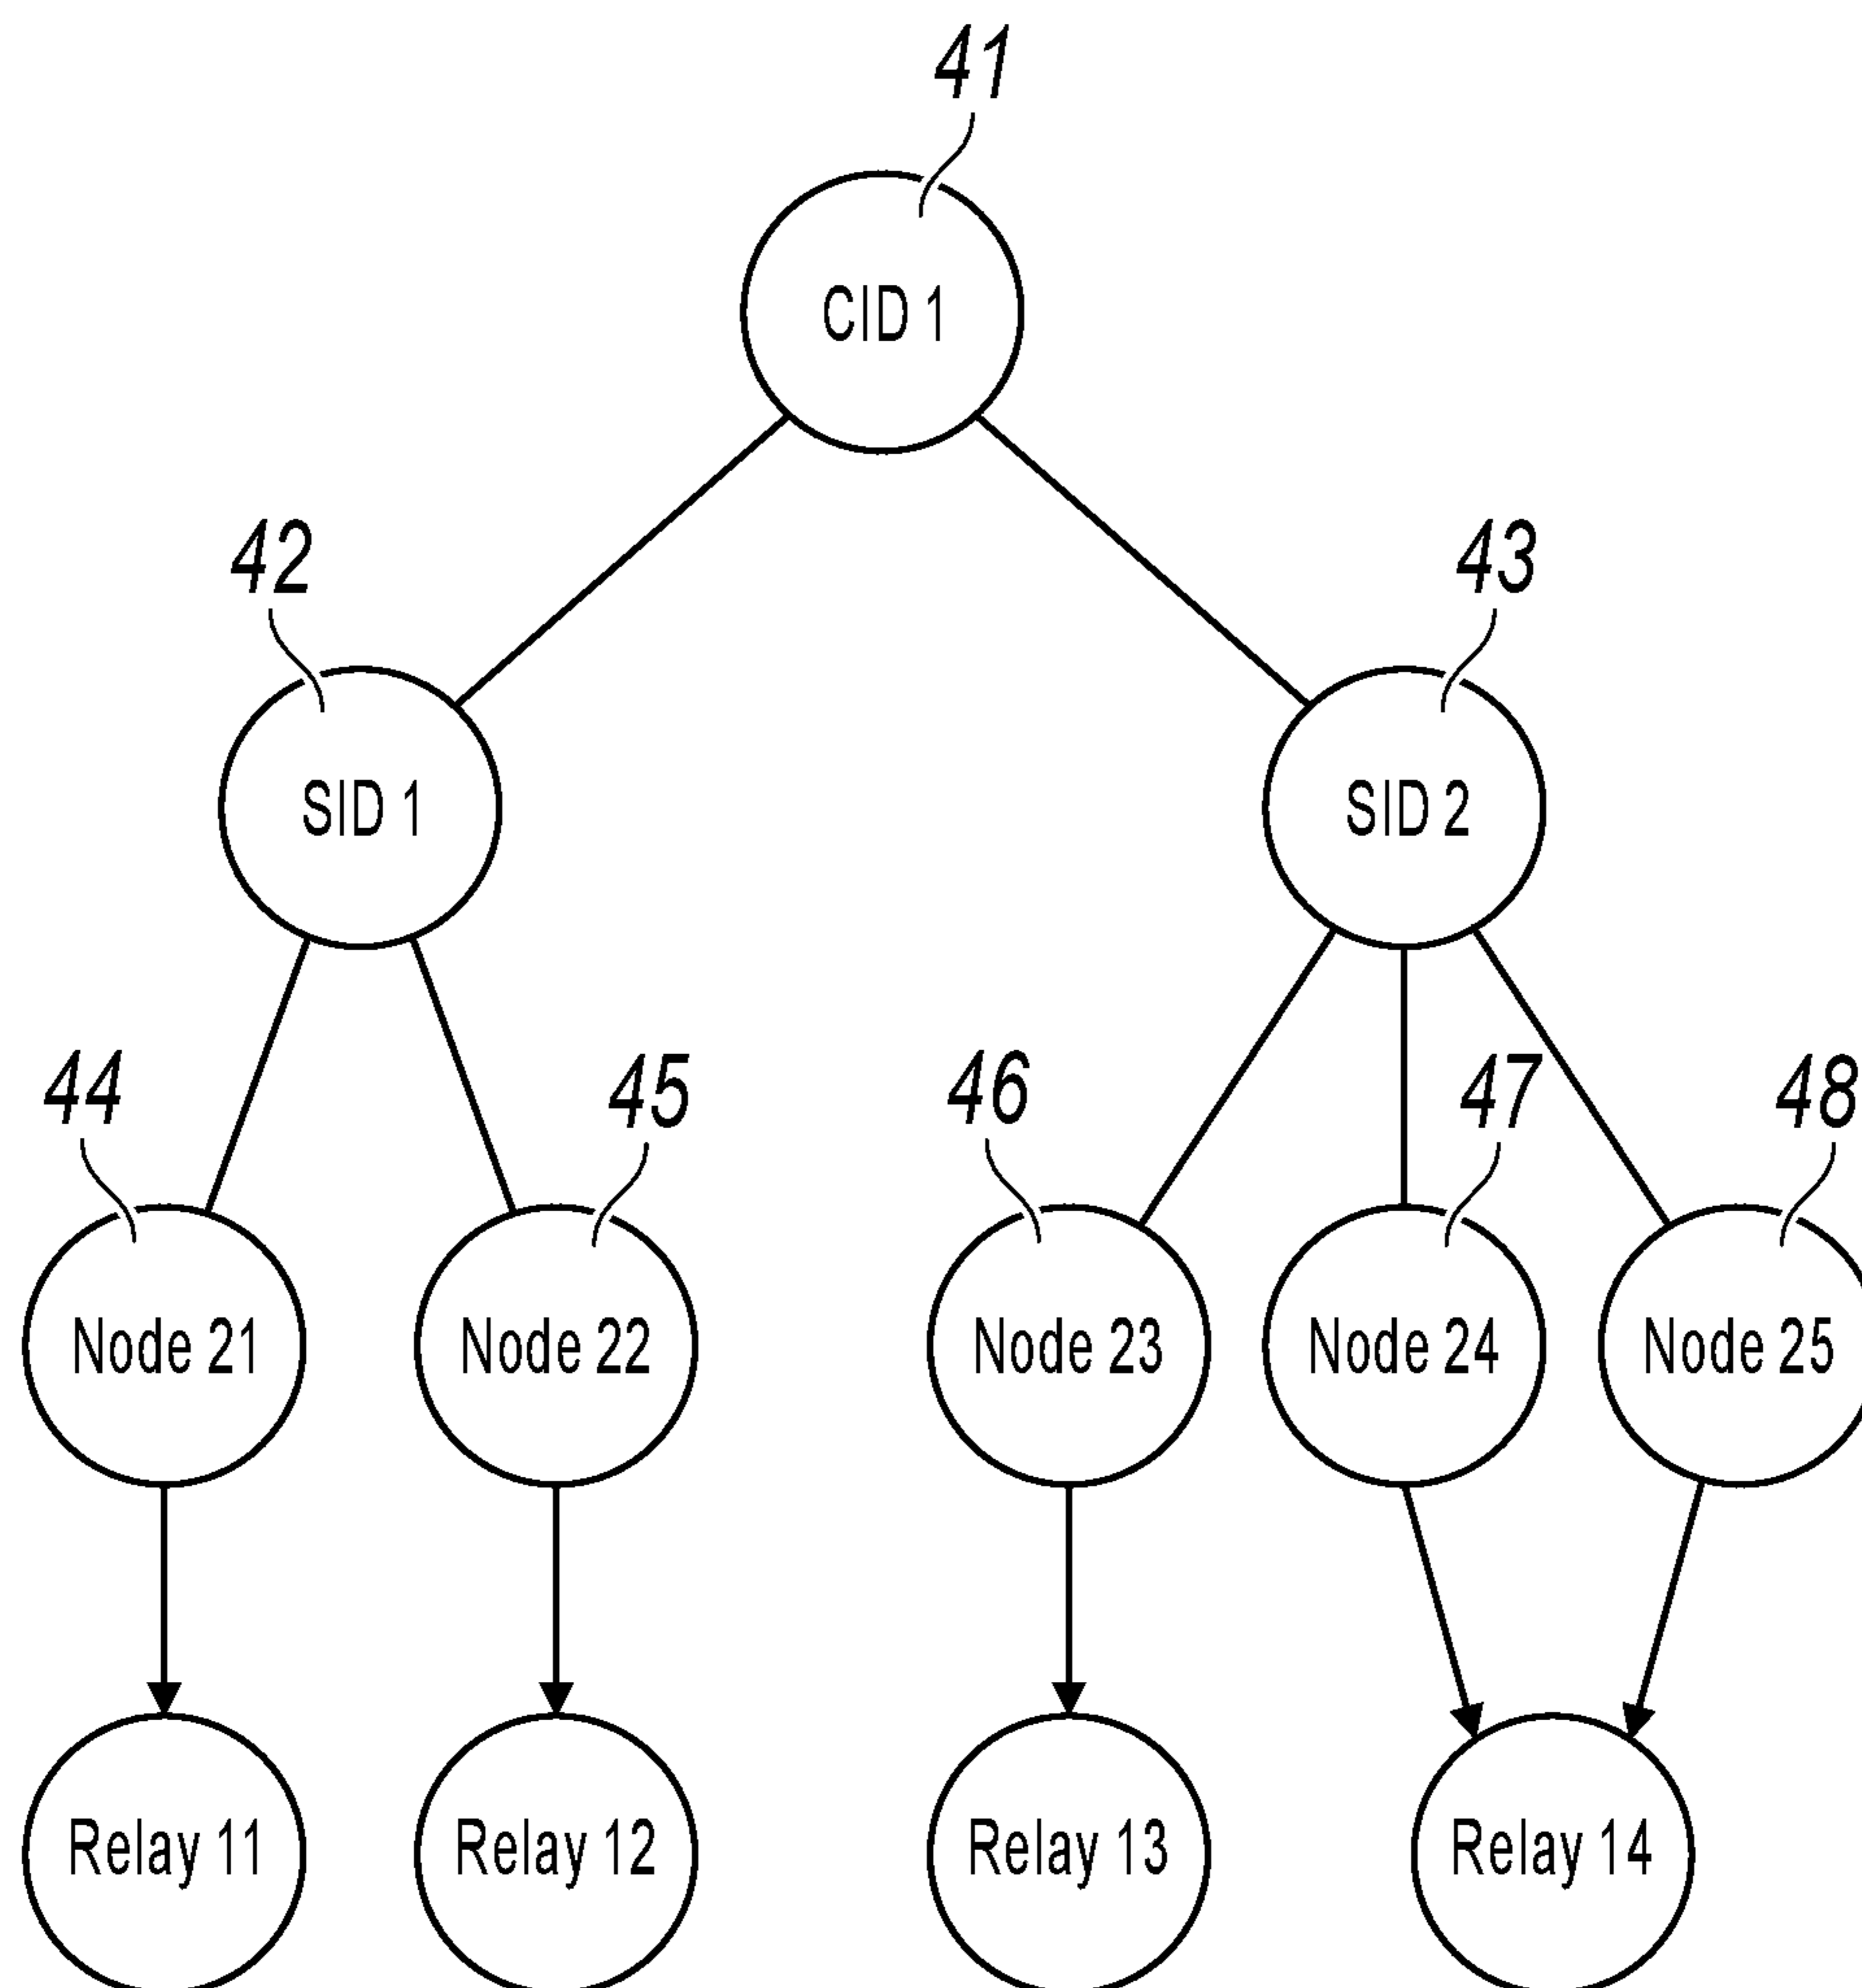 41
CID 1
42
43
SID 1
SID 2
44
45
46
47
48
Node 21
Node 22
Node 23
Node 24
Node 25
Relay 11
Relay 12
Relay 13
Relay 14